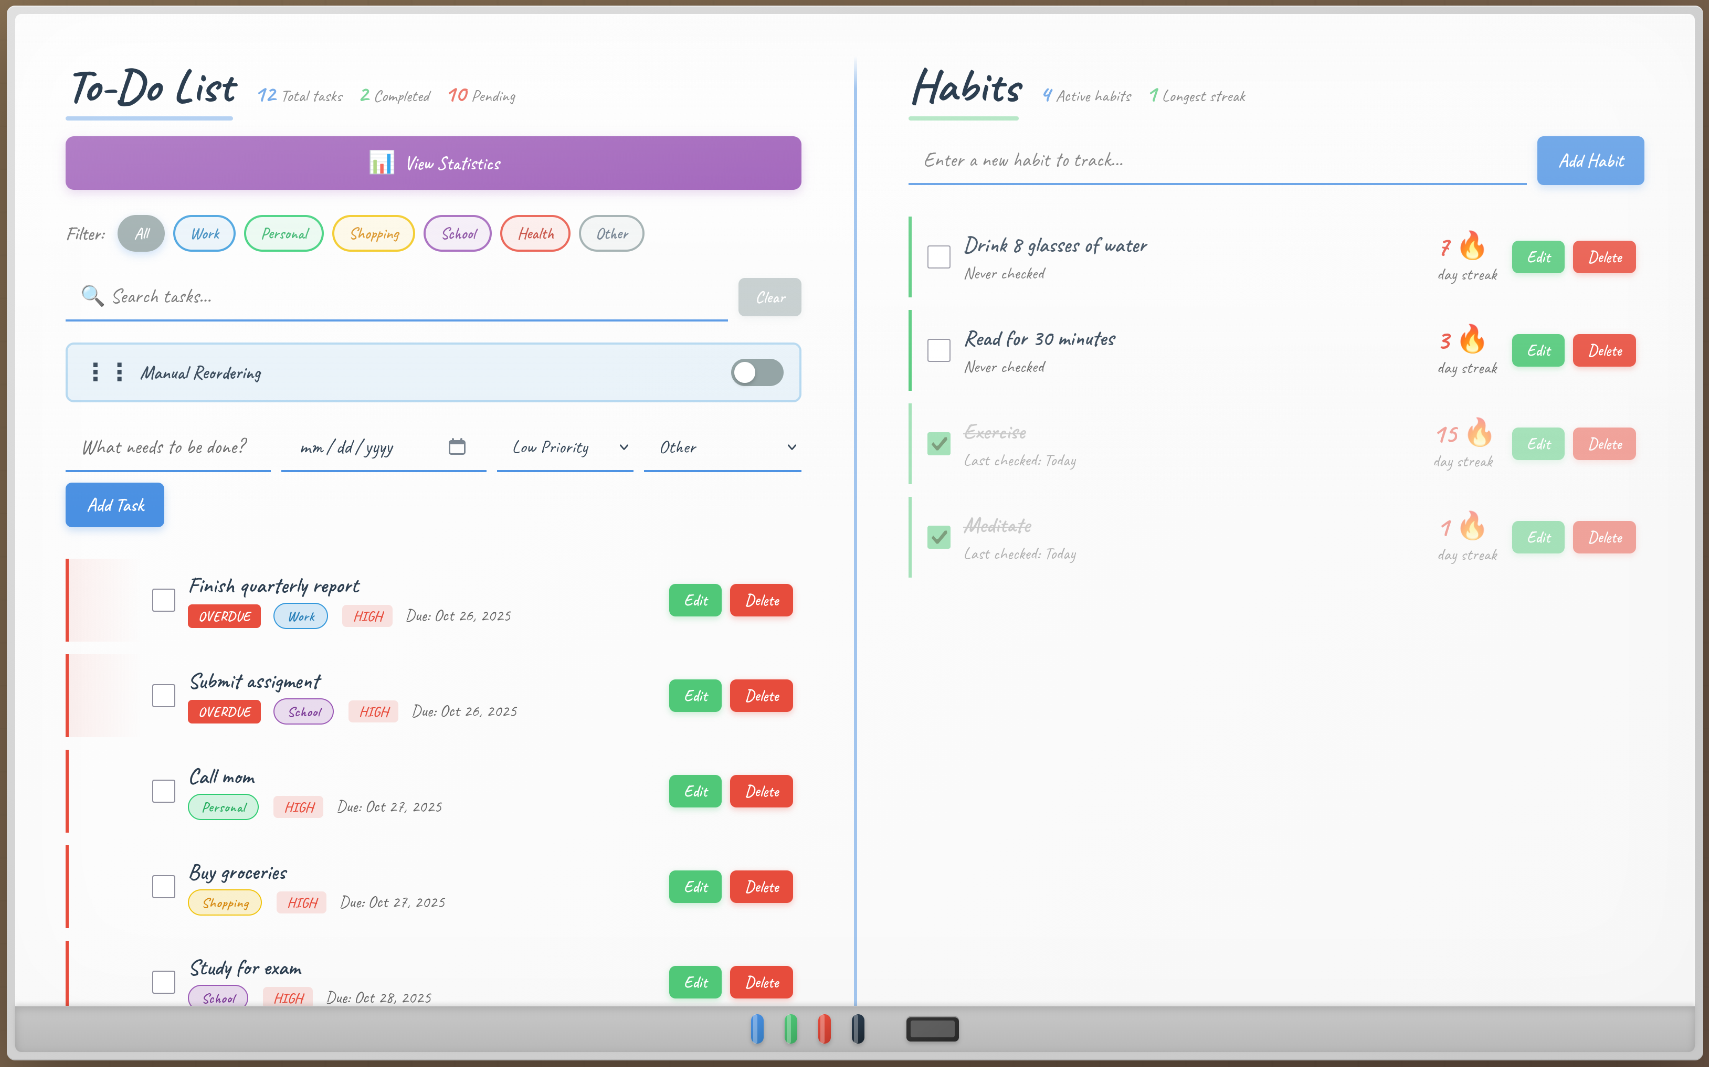 To-Do List 12 Total tasks 2 Completed 10 Pending
View Statistics
Filter: All Work Personal Shopping School Health Other
Search tasks... Clear
Manual Reordering
What needs to be done? mm/dd/yyyy Low Priority Other
Add Task
Finish quarterly report
OVERDUE Work HIGH Due: Oct 26, 2025
Edit Delete
Submit assigment
OVERDUE School HIGH Due: Oct 26, 2025
Edit Delete
Call mom
Personal HIGH Due: Oct 27, 2025
Edit Delete
Buy groceries
Shopping HIGH Due: Oct 27, 2025
Edit Delete
Study for exam
School HIGH Due: Oct 28, 2025
Edit Delete
Habits 4 Active habits 1 Longest streak
Enter a new habit to track... Add Habit
Drink 8 glasses of water
Never checked
7 🔥
day streak
Edit Delete
Read for 30 minutes
Never checked
3 🔥
day streak
Edit Delete
Exercise
Last checked: Today
15 🔥
day streak
Edit Delete
Meditate
Last checked: Today
1 🔥
day streak
Edit Delete